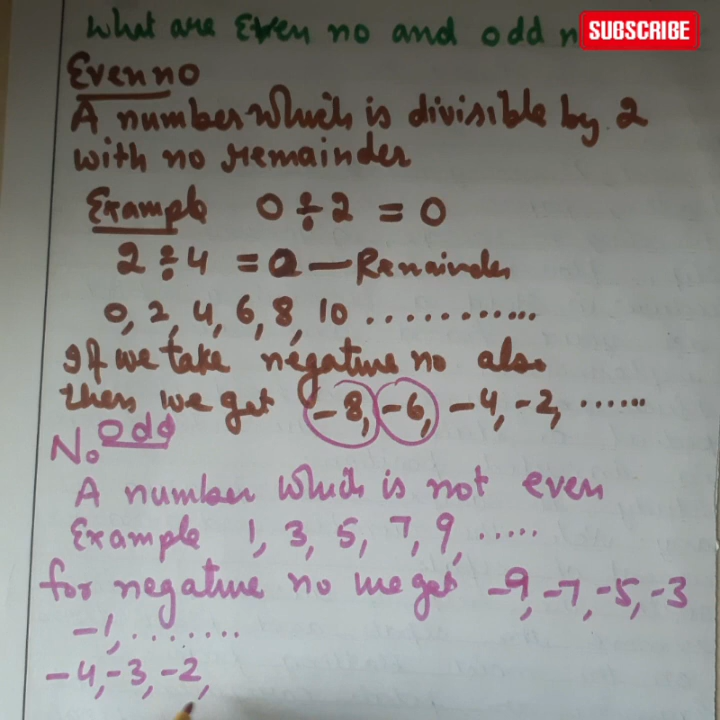 What are Even no and odd n
SUBSCRIBE
Even no
A number which is divisible by 2
with no remainder
Example 0 ÷ 2 = 0
2 ÷ 4 = 0 — Remainder
0, 2, 4, 6, 8, 10 ...........
If we take negative no also
then we get -8, -6, -4, -2, ......
No Odd
A number which is not even
Example 1, 3, 5, 7, 9, .....
for negative no we get -9, -7, -5, -3
-1, ........
-4, -3, -2,